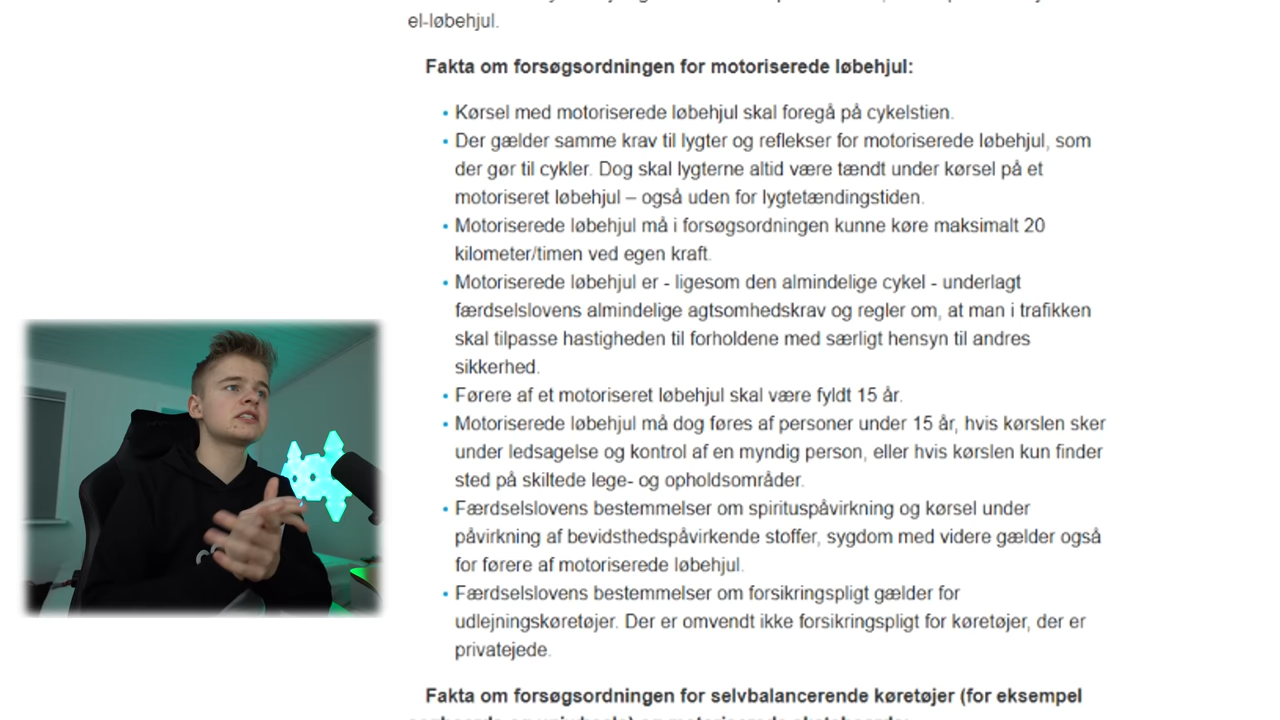 el-løbehjul.
Fakta om forsøgsordningen for motoriserede løbehjul:
• Kørsel med motoriserede løbehjul skal foregå på cykelstien.
• Der gælder samme krav til lygter og reflekser for motoriserede løbehjul, som
der gør til cykler. Dog skal lygterne altid være tændt under kørsel på et
motoriseret løbehjul – også uden for lygtetændingstiden.
• Motoriserede løbehjul må i forsøgsordningen kunne køre maksimalt 20
kilometer/timen ved egen kraft.
• Motoriserede løbehjul er - ligesom den almindelige cykel - underlagt
færdselslovens almindelige agtsomhedskrav og regler om, at man i trafikken
skal tilpasse hastigheden til forholdene med særligt hensyn til andres
sikkerhed.
• Førere af et motoriseret løbehjul skal være fyldt 15 år.
• Motoriserede løbehjul må dog føres af personer under 15 år, hvis kørslen sker
under ledsagelse og kontrol af en myndig person, eller hvis kørslen kun finder
sted på skiltede lege- og opholdsområder.
• Færdselslovens bestemmelser om spirituspåvirkning og kørsel under
påvirkning af bevidsthedspåvirkende stoffer, sygdom med videre gælder også
for førere af motoriserede løbehjul.
• Færdselslovens bestemmelser om forsikringspligt gælder for
udlejningskøretøjer. Der er omvendt ikke forsikringspligt for køretøjer, der er
privatejede.
Fakta om forsøgsordningen for selvbalancerende køretøjer (for eksempel